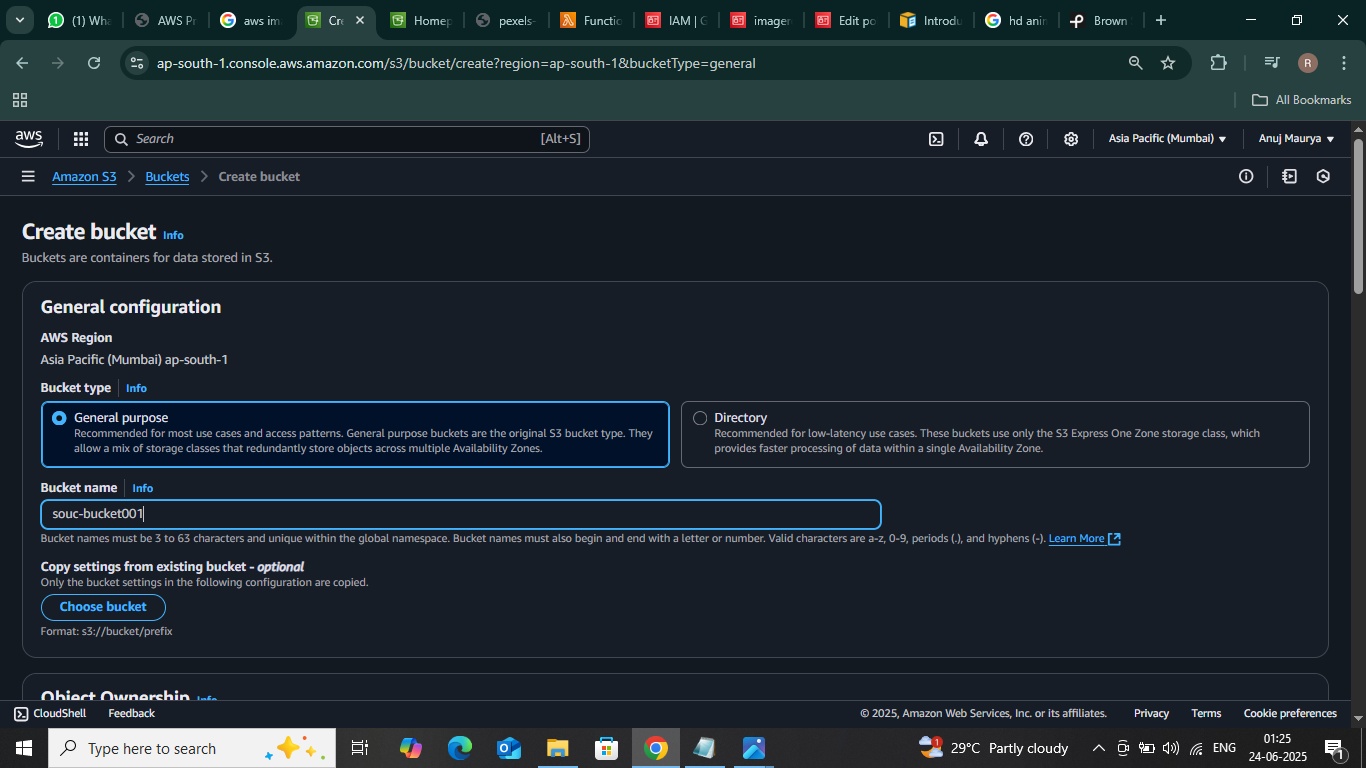 (1) Wha
AWS Pr
aws im
Cre
Homep
pexels-
Functio
IAM | G
imager
Edit po
Introdu
hd anim
Brown
ap-south-1.console.aws.amazon.com/s3/bucket/create?region=ap-south-1&bucketType=general
R
All Bookmarks
aws
Search
[Alt+S]
Asia Pacific (Mumbai)
Anuj Maurya
Amazon S3 > Buckets > Create bucket
Create bucket Info
Buckets are containers for data stored in S3.
General configuration
AWS Region
Asia Pacific (Mumbai) ap-south-1
Bucket type Info
General purpose
Recommended for most use cases and access patterns. General purpose buckets are the original S3 bucket type. They
allow a mix of storage classes that redundantly store objects across multiple Availability Zones.
Directory
Recommended for low-latency use cases. These buckets use only the S3 Express One Zone storage class, which
provides faster processing of data within a single Availability Zone.
Bucket name Info
souc-bucket001
Bucket names must be 3 to 63 characters and unique within the global namespace. Bucket names must also begin and end with a letter or number. Valid characters are a-z, 0-9, periods (.), and hyphens (-). Learn More
Copy settings from existing bucket - optional
Only the bucket settings in the following configuration are copied.
Choose bucket
Format: s3://bucket/prefix
Object Ownership Info
CloudShell
Feedback
© 2025, Amazon Web Services, Inc. or its affiliates.
Privacy
Terms
Cookie preferences
Type here to search
29°C Partly cloudy
ENG
01:25
24-06-2025
1